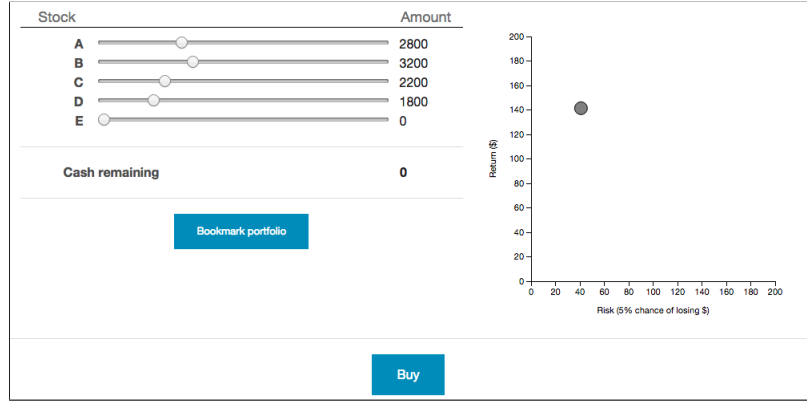 Stock Amount
A 2800
B 3200
C 2200
D 1800
E 0
Cash remaining 0
Bookmark portfolio
Return ($)
200
180
160
140
120
100
80
60
40
20
0
0 20 40 60 80 100 120 140 160 180 200
Risk (5% chance of losing $)
Buy